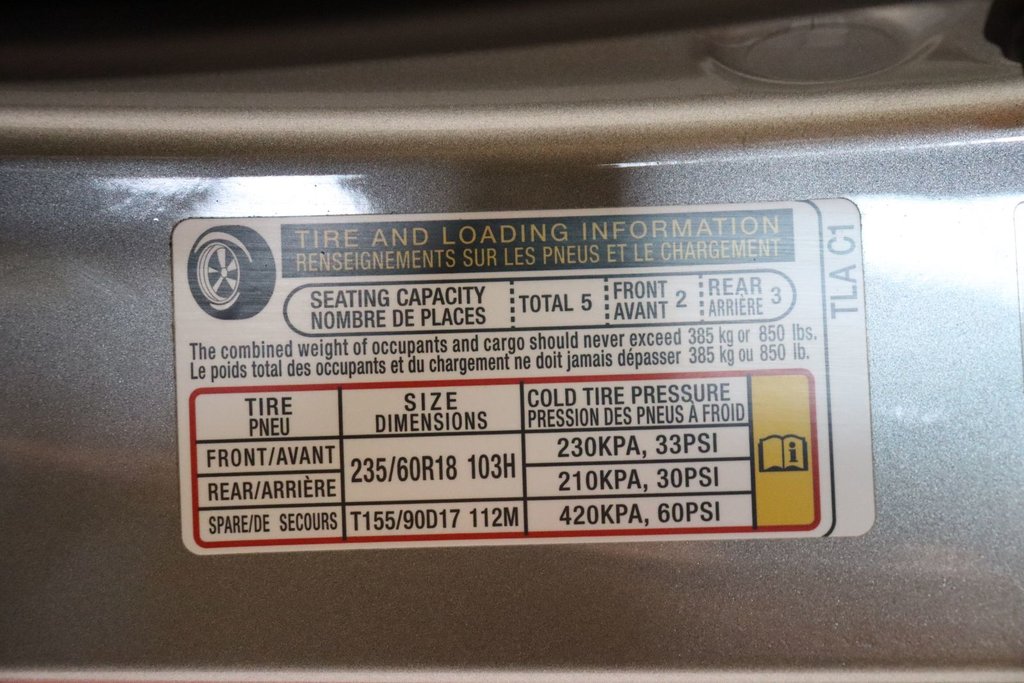 TIRE AND LOADING INFORMATION
RENSEIGNEMENTS SUR LES PNEUS ET LE CHARGEMENT
SEATING CAPACITY
NOMBRE DE PLACES
TOTAL 5
FRONT
AVANT 2
REAR
ARRIÈRE 3
The combined weight of occupants and cargo should never exceed 385 kg or 850 lbs.
Le poids total des occupants et du chargement ne doit jamais dépasser 385 kg ou 850 lb.
TIRE
PNEU
SIZE
DIMENSIONS
COLD TIRE PRESSURE
PRESSION DES PNEUS À FROID
FRONT/AVANT
235/60R18 103H
230KPA, 33PSI
REAR/ARRIÈRE
210KPA, 30PSI
SPARE/DE SECOURS
T155/90D17 112M
420KPA, 60PSI
TLA C1